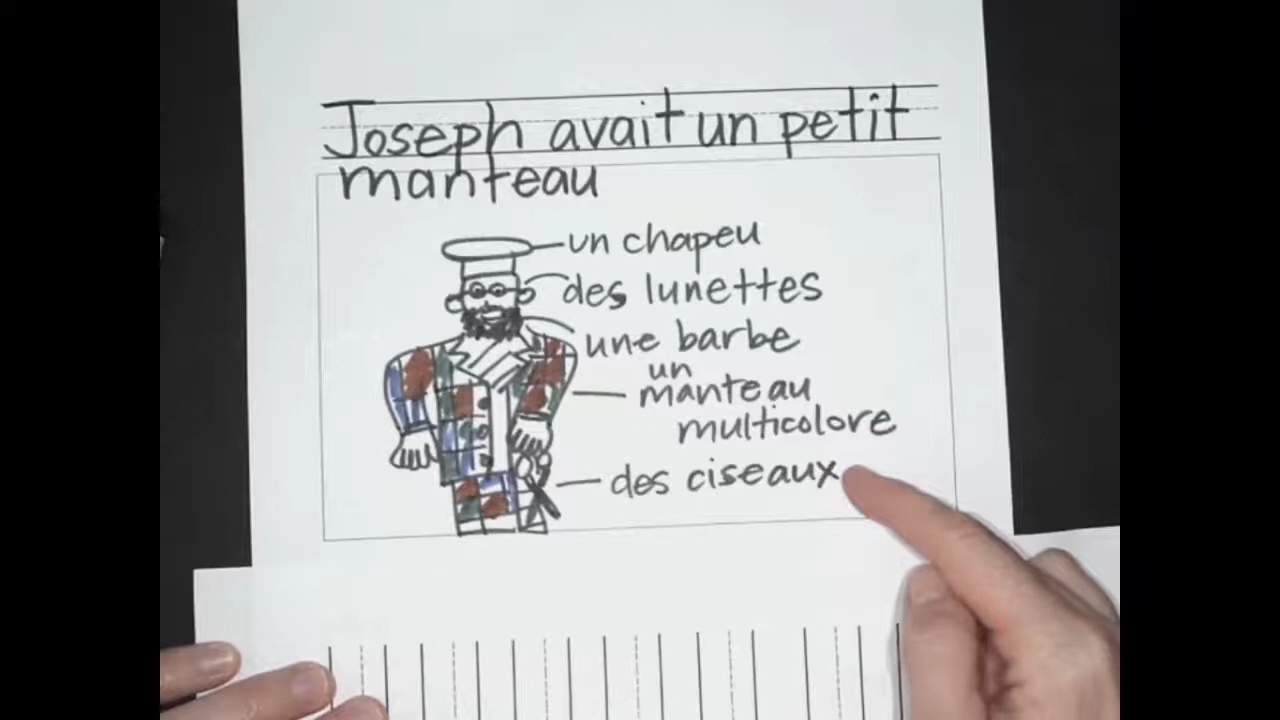 Joseph avait un petit
manteau
un chapeu
des lunettes
une barbe
un
manteau
multicolore
des ciseaux